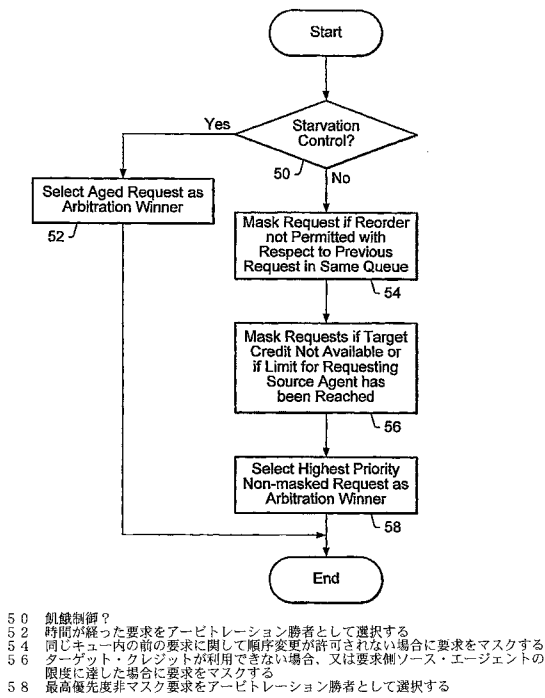 Start
Yes
Starvation
Control?
50
No
Select Aged Request as
Arbitration Winner
52
Mask Request if Reorder
not Permitted with
Respect to Previous
Request in Same Queue
54
Mask Requests if Target
Credit Not Available or
if Limit for Requesting
Source Agent has
been Reached
56
Select Highest Priority
Non-masked Request as
Arbitration Winner
58
End
50 飢餓制御?
52 時間が経った要求をアービトレーション勝者として選択する
54 同じキュー内の前の要求に関して順序変更が許可されない場合に要求をマスクする
56 ターゲット・クレジットが利用できない場合、又は要求側ソース・エージェントの
限度に達した場合に要求をマスクする
58 最高優先度非マスク要求をアービトレーション勝者として選択する